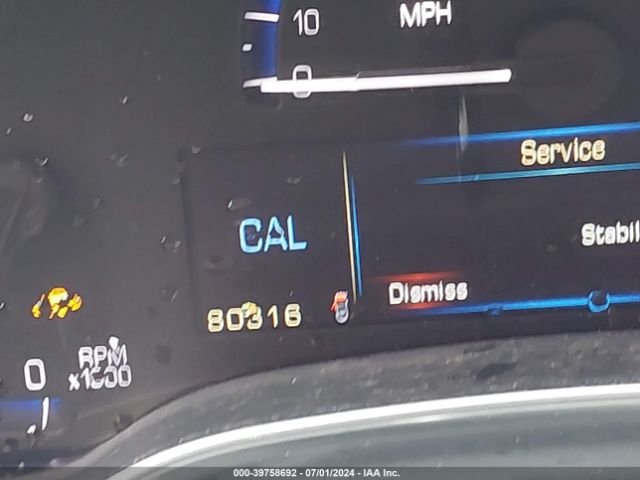 10
MPH
0
Service
CAL
Stabil
Dismiss
80316
RPM
x1000
0
000-39758692 - 07/01/2024 - IAA Inc.